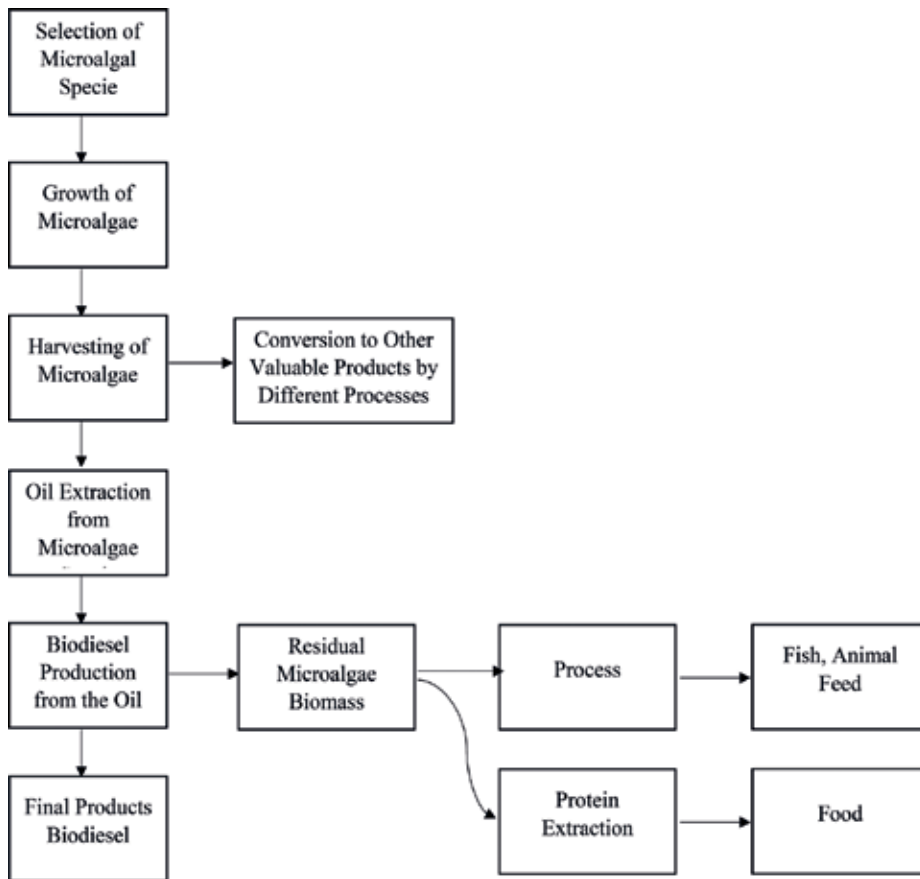 Selection of
Microalgal
Specie
Growth of
Microalgae
Harvesting of
Microalgae
Conversion to Other
Valuable Products by
Different Processes
Oil Extraction
from
Microalgae
Biodiesel
Production
from the Oil
Residual
Microalgae
Biomass
Process
Fish, Animal
Feed
Final Products
Biodiesel
Protein
Extraction
Food